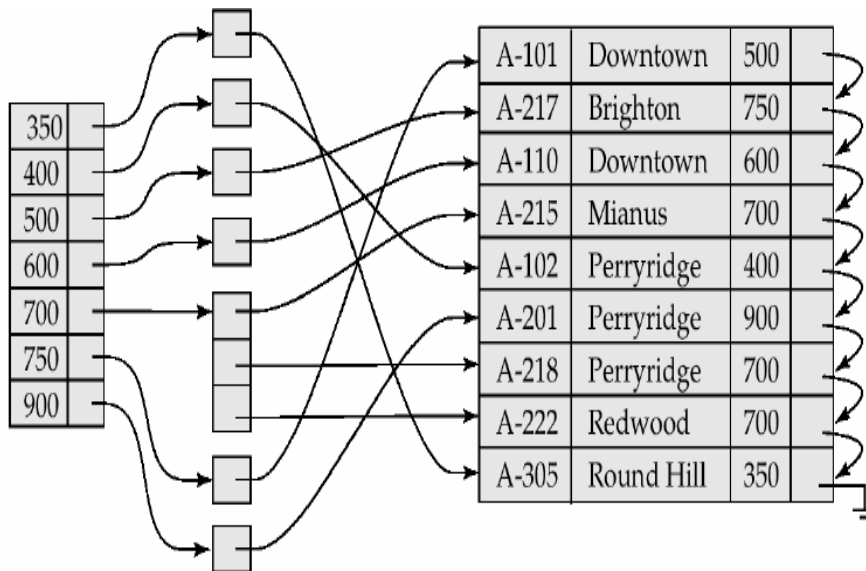 350
400
500
600
700
750
900
A-101 Downtown 500
A-217 Brighton 750
A-110 Downtown 600
A-215 Mianus 700
A-102 Perryridge 400
A-201 Perryridge 900
A-218 Perryridge 700
A-222 Redwood 700
A-305 Round Hill 350